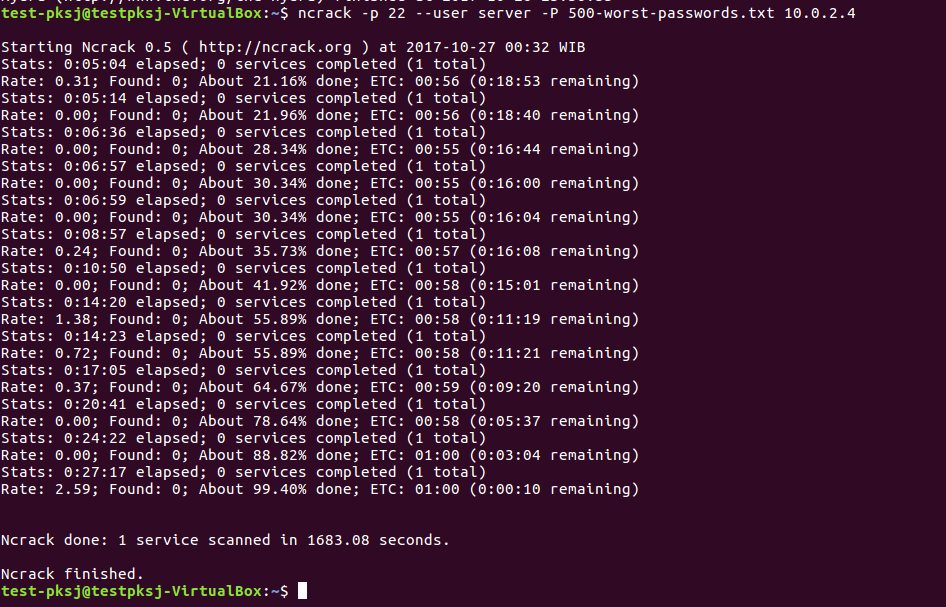 test-pksj@testpksj-VirtualBox:~$ ncrack -p 22 --user server -P 500-worst-passwords.txt 10.0.2.4
Starting Ncrack 0.5 ( http://ncrack.org ) at 2017-10-27 00:32 WIB
Stats: 0:05:04 elapsed; 0 services completed (1 total)
Rate: 0.31; Found: 0; About 21.16% done; ETC: 00:56 (0:18:53 remaining)
Stats: 0:05:14 elapsed; 0 services completed (1 total)
Rate: 0.00; Found: 0; About 21.96% done; ETC: 00:56 (0:18:40 remaining)
Stats: 0:06:36 elapsed; 0 services completed (1 total)
Rate: 0.00; Found: 0; About 28.34% done; ETC: 00:55 (0:16:44 remaining)
Stats: 0:06:57 elapsed; 0 services completed (1 total)
Rate: 0.00; Found: 0; About 30.34% done; ETC: 00:55 (0:16:00 remaining)
Stats: 0:06:59 elapsed; 0 services completed (1 total)
Rate: 0.00; Found: 0; About 30.34% done; ETC: 00:55 (0:16:04 remaining)
Stats: 0:08:57 elapsed; 0 services completed (1 total)
Rate: 0.24; Found: 0; About 35.73% done; ETC: 00:57 (0:16:08 remaining)
Stats: 0:10:50 elapsed; 0 services completed (1 total)
Rate: 0.00; Found: 0; About 41.92% done; ETC: 00:58 (0:15:01 remaining)
Stats: 0:14:20 elapsed; 0 services completed (1 total)
Rate: 1.38; Found: 0; About 55.89% done; ETC: 00:58 (0:11:19 remaining)
Stats: 0:14:23 elapsed; 0 services completed (1 total)
Rate: 0.72; Found: 0; About 55.89% done; ETC: 00:58 (0:11:21 remaining)
Stats: 0:17:05 elapsed; 0 services completed (1 total)
Rate: 0.37; Found: 0; About 64.67% done; ETC: 00:59 (0:09:20 remaining)
Stats: 0:20:41 elapsed; 0 services completed (1 total)
Rate: 0.00; Found: 0; About 78.64% done; ETC: 00:58 (0:05:37 remaining)
Stats: 0:24:22 elapsed; 0 services completed (1 total)
Rate: 0.00; Found: 0; About 88.82% done; ETC: 01:00 (0:03:04 remaining)
Stats: 0:27:17 elapsed; 0 services completed (1 total)
Rate: 2.59; Found: 0; About 99.40% done; ETC: 01:00 (0:00:10 remaining)
Ncrack done: 1 service scanned in 1683.08 seconds.
Ncrack finished.
test-pksj@testpksj-VirtualBox:~$